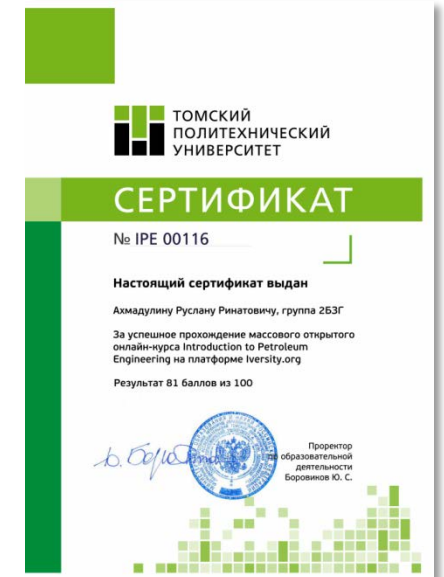 ТОМСКИЙ
ПОЛИТЕХНИЧЕСКИЙ
УНИВЕРСИТЕТ
СЕРТИФИКАТ
№ IPE 00116
Настоящий сертификат выдан
Ахмадулину Руслану Ринатовичу, группа 2БЗГ
За успешное прохождение массового открытого
онлайн-курса Introduction to Petroleum
Engineering на платформе Iversity.org
Результат 81 баллов из 100
Проректор
по образовательной
деятельности
Боровиков Ю. С.